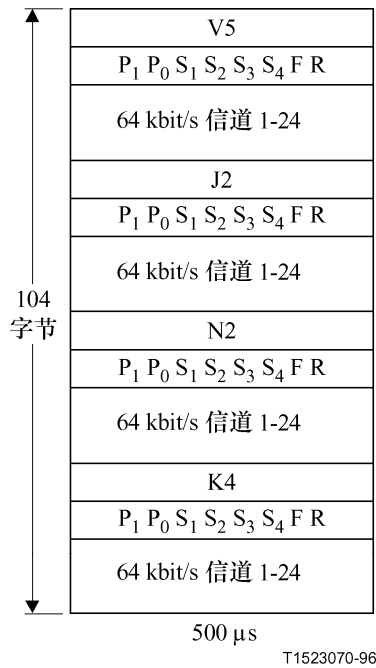 V5
P₁ P₀ S₁ S₂ S₃ S₄ F R
64 kbit/s 信道 1-24
J2
P₁ P₀ S₁ S₂ S₃ S₄ F R
64 kbit/s 信道 1-24
104
字节
N2
P₁ P₀ S₁ S₂ S₃ S₄ F R
64 kbit/s 信道 1-24
K4
P₁ P₀ S₁ S₂ S₃ S₄ F R
64 kbit/s 信道 1-24
500 μs
T1523070-96